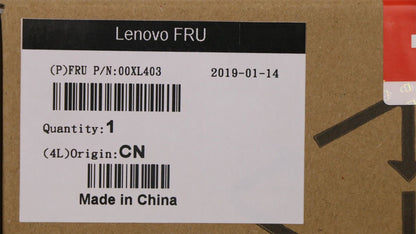 Lenovo FRU
(P)FRU P/N:00XL403 2019-01-14
Quantity:1
(4L)Origin:CN
Made in China